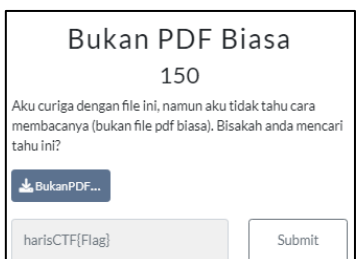 Bukan PDF Biasa
150
Aku curiga dengan file ini, namun aku tidak tahu cara
membacanya (bukan file pdf biasa). Bisakah anda mencari
tahu ini?
BukanPDF...
harisCTF{Flag}
Submit